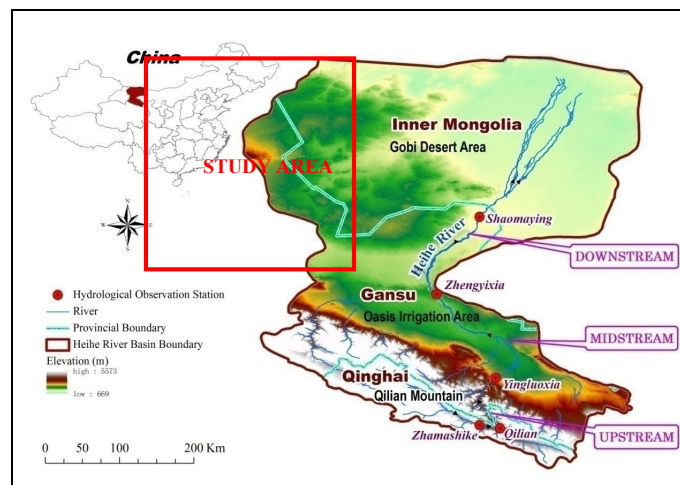 China
STUDY AREA
Inner Mongolia
Gobi Desert Area
N
W
E
S
Shaomaying
Heihe River
DOWNSTREAM
Zhengyixia
Gansu
Oasis Irrigation Area
MIDSTREAM
Hydrological Observation Station
River
Provincial Boundary
Heihe River Basin Boundary
Elevation (m)
high : 5573
low : 669
Qinghai
Qilian Mountain
Yingluoxia
UPSTREAM
Zhamashike
Qilian
0 50 100 200 Km